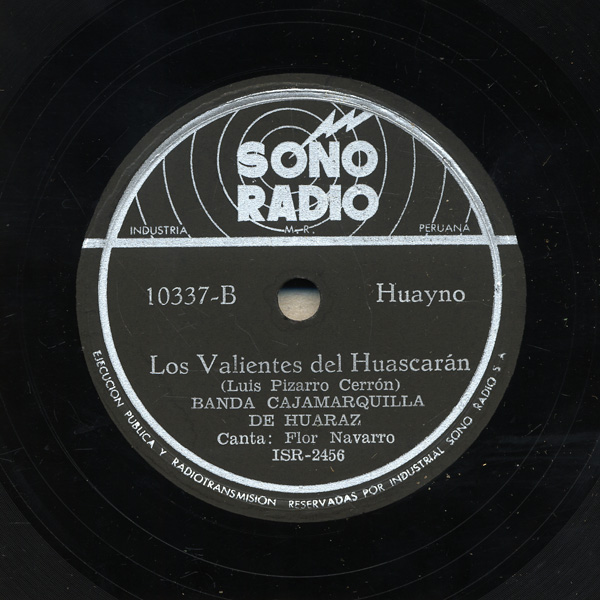 SONO
RADIO
INDUSTRIA M. R. PERUANA
10337-B Huayno
Los Valientes del Huascarán
(Luis Pizarro Cerrón)
BANDA CAJAMARQUILLA
DE HUARAZ
Canta: Flor Navarro
ISR-2456
EJECUCION PUBLICA Y RADIOTRANSMISION RESERVADAS POR INDUSTRIAL SONO RADIO S A